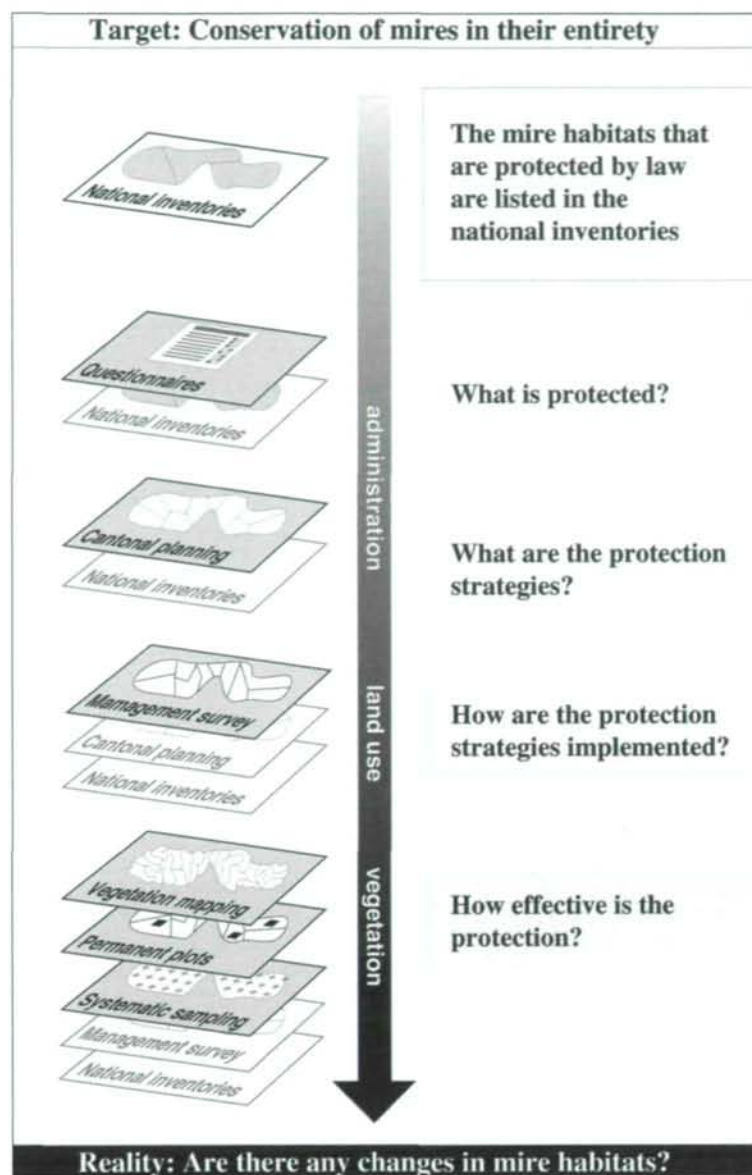 Target: Conservation of mires in their entirety
National inventories
The mire habitats that
are protected by law
are listed in the
national inventories
Questionnaires
National inventories
What is protected?
administration
Cantonal planning
National inventories
What are the protection
strategies?
Mamagement survey
Cantonal planning
National inventories
land use
How are the protection
strategies implemented?
Vegetation mapping
Permanent plots
Systematic sampling
Management survey
National inventories
vegetation
How effective is the
protection?
Reality: Are there any changes in mire habitats?